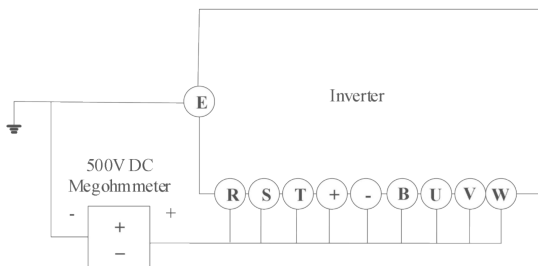 E
Inverter
500V DC
Megohmmeter
R S T + - B U V W
- + +
−